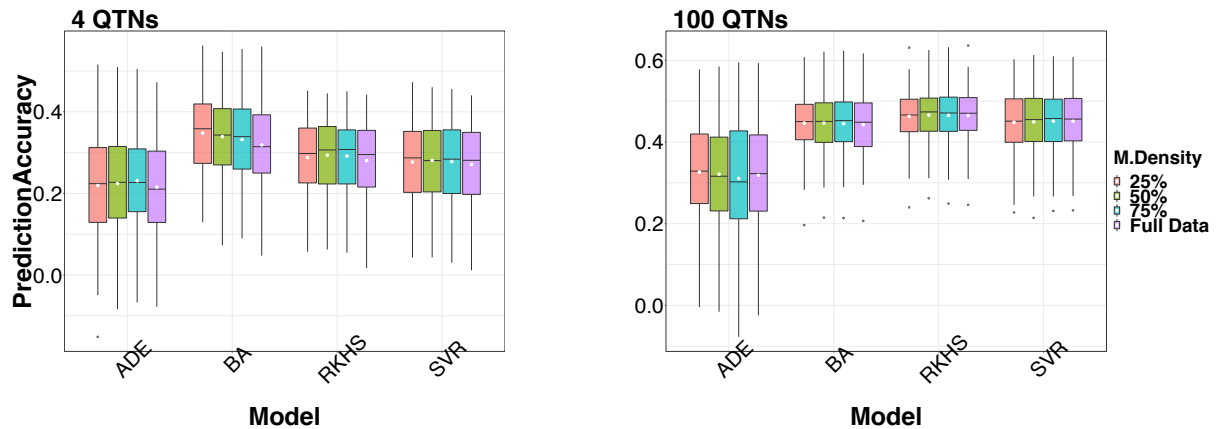 4 QTNs
100 QTNs
PredictionAccuracy
0.4
0.2
0.0
ADE
BA
RKHS
SVR
Model
0.6
0.4
0.2
0.0
ADE
BA
RKHS
SVR
Model
M.Density
25%
50%
75%
Full Data